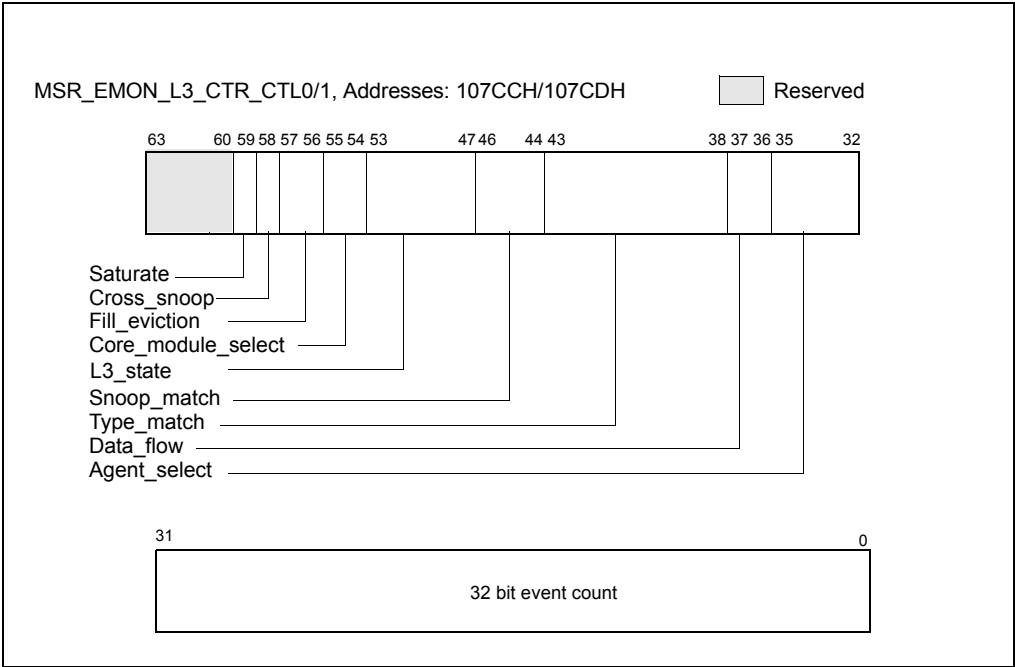 MSR_EMON_L3_CTR_CTL0/1, Addresses: 107CCH/107CDH Reserved
63 60 59 58 57 56 55 54 53 47 46 44 43 38 37 36 35 32
Saturate
Cross_snoop
Fill_eviction
Core_module_select
L3_state
Snoop_match
Type_match
Data_flow
Agent_select
31 0
32 bit event count